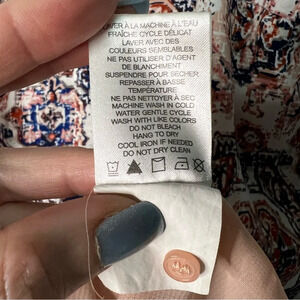 LAVER À LA MACHINE À L'EAU
FRAÎCHE CYCLE DÉLICAT
LAVER AVEC DES
COULEURS SEMBLABLES
NE PAS UTILISER D'AGENT
DE BLANCHIMENT
SUSPENDRE POUR SÉCHER
REPASSER À BASSE
TEMPÉRATURE
NE PAS NETTOYER À SEC
MACHINE WASH IN COLD
WATER GENTLE CYCLE
WASH WITH LIKE COLORS
DO NOT BLEACH
HANG TO DRY
COOL IRON IF NEEDED
DO NOT DRY CLEAN